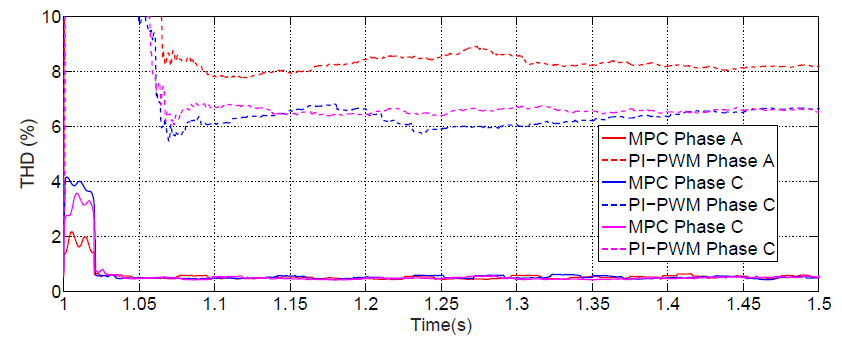 10
8
6
4
2
0
THD (%)
MPC Phase A
PI-PWM Phase A
MPC Phase C
PI-PWM Phase C
MPC Phase C
PI-PWM Phase C
1 1.05 1.1 1.15 1.2 1.25 1.3 1.35 1.4 1.45 1.5
Time(s)